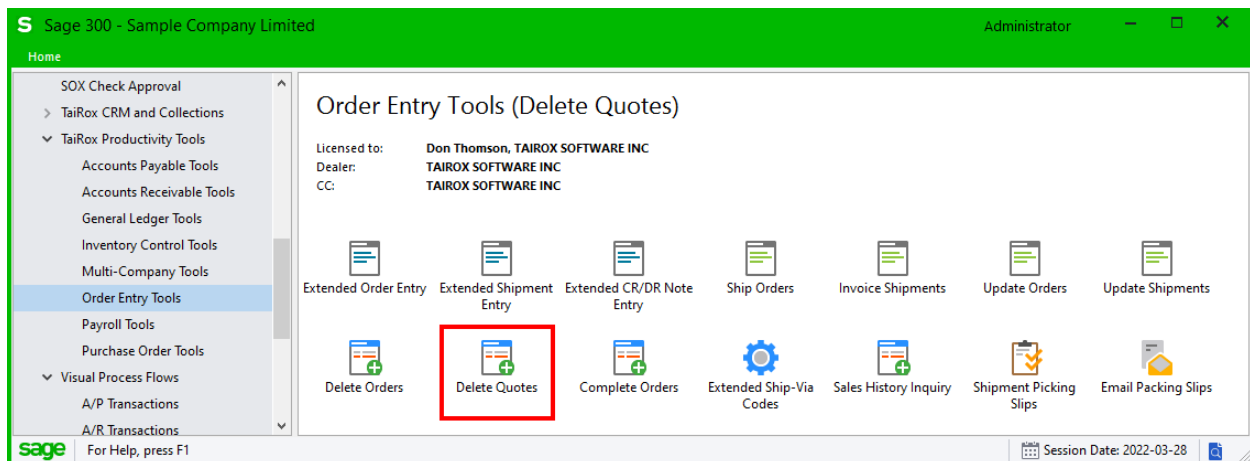 S Sage 300 - Sample Company Limited
Administrator
Home
SOX Check Approval
TaiRox CRM and Collections
TaiRox Productivity Tools
Accounts Payable Tools
Accounts Receivable Tools
General Ledger Tools
Inventory Control Tools
Multi-Company Tools
Order Entry Tools
Payroll Tools
Purchase Order Tools
Visual Process Flows
A/P Transactions
A/R Transactions
Order Entry Tools (Delete Quotes)
Licensed to: Don Thomson, TAIROX SOFTWARE INC
Dealer: TAIROX SOFTWARE INC
CC: TAIROX SOFTWARE INC
Extended Order Entry
Extended Shipment
Entry
Extended CR/DR Note
Entry
Ship Orders
Invoice Shipments
Update Orders
Update Shipments
Delete Orders
Delete Quotes
Complete Orders
Extended Ship-Via
Codes
Sales History Inquiry
Shipment Picking
Slips
Email Packing Slips
sage
For Help, press F1
Session Date: 2022-03-28